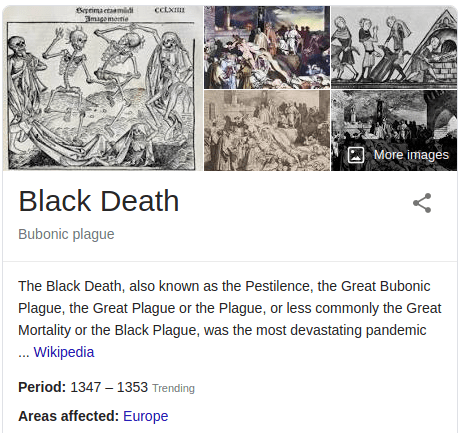 Septima etas mūdi CCLXIIII
Imago mortis
More images
Black Death
Bubonic plague
The Black Death, also known as the Pestilence, the Great Bubonic
Plague, the Great Plague or the Plague, or less commonly the Great
Mortality or the Black Plague, was the most devastating pandemic
... Wikipedia
Period: 1347 – 1353 Trending
Areas affected: Europe